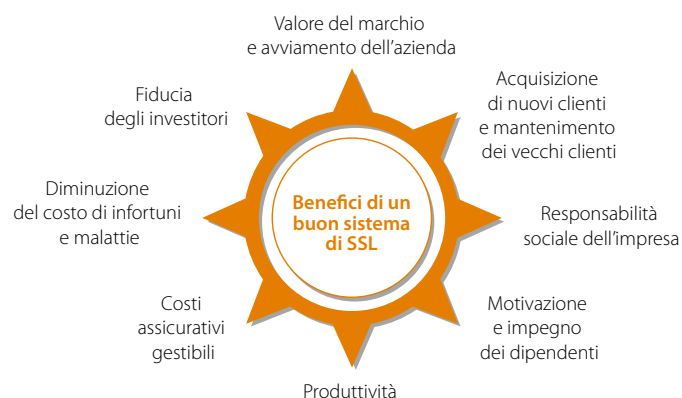 Valore del marchio
e avviamento dell'azienda
Acquisizione
di nuovi clienti
e mantenimento
dei vecchi clienti
Responsabilità
sociale dell'impresa
Motivazione
e impegno
dei dipendenti
Produttività
Costi
assicurativi
gestibili
Diminuzione
del costo di infortuni
e malattie
Fiducia
degli investitori
Benefici di un
buon sistema
di SSL